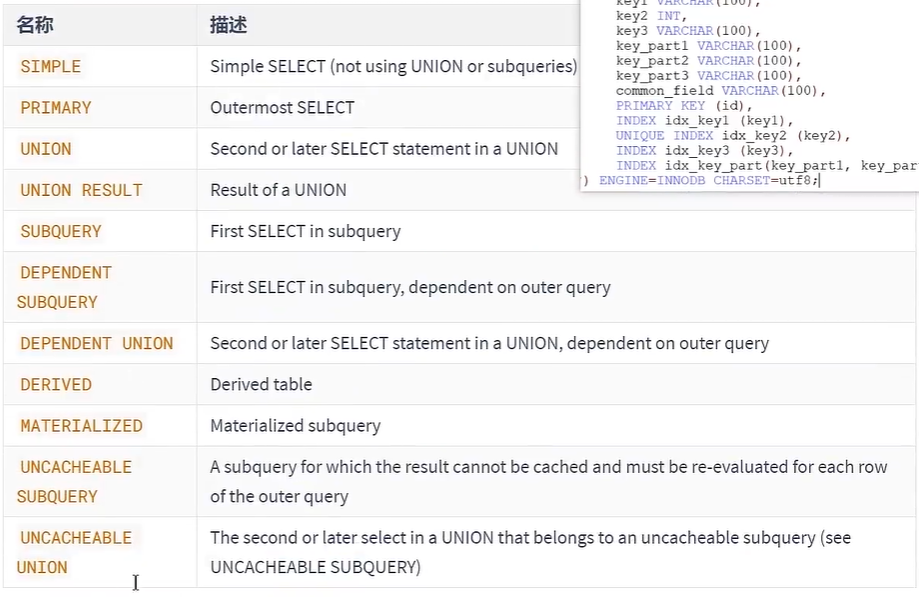 名称 描述
SIMPLE Simple SELECT (not using UNION or subqueries)
PRIMARY Outermost SELECT
UNION Second or later SELECT statement in a UNION
UNION RESULT Result of a UNION
SUBQUERY First SELECT in subquery
DEPENDENT
SUBQUERY
First SELECT in subquery, dependent on outer query
DEPENDENT UNION Second or later SELECT statement in a UNION, dependent on outer query
DERIVED Derived table
MATERIALIZED Materialized subquery
UNCACHEABLE
SUBQUERY
A subquery for which the result cannot be cached and must be re-evaluated for each row
of the outer query
UNCACHEABLE
UNION
The second or later select in a UNION that belongs to an uncacheable subquery (see
UNCACHEABLE SUBQUERY)
key1 VARCHAR(100),
key2 INT,
key3 VARCHAR(100),
key_part1 VARCHAR(100),
key_part2 VARCHAR(100),
key_part3 VARCHAR(100),
common_field VARCHAR(100),
PRIMARY KEY (id),
INDEX idx_key1 (key1),
UNIQUE INDEX idx_key2 (key2),
INDEX idx_key3 (key3),
INDEX idx_key_part(key_part1, key_par
) ENGINE=INNODB CHARSET=utf8;